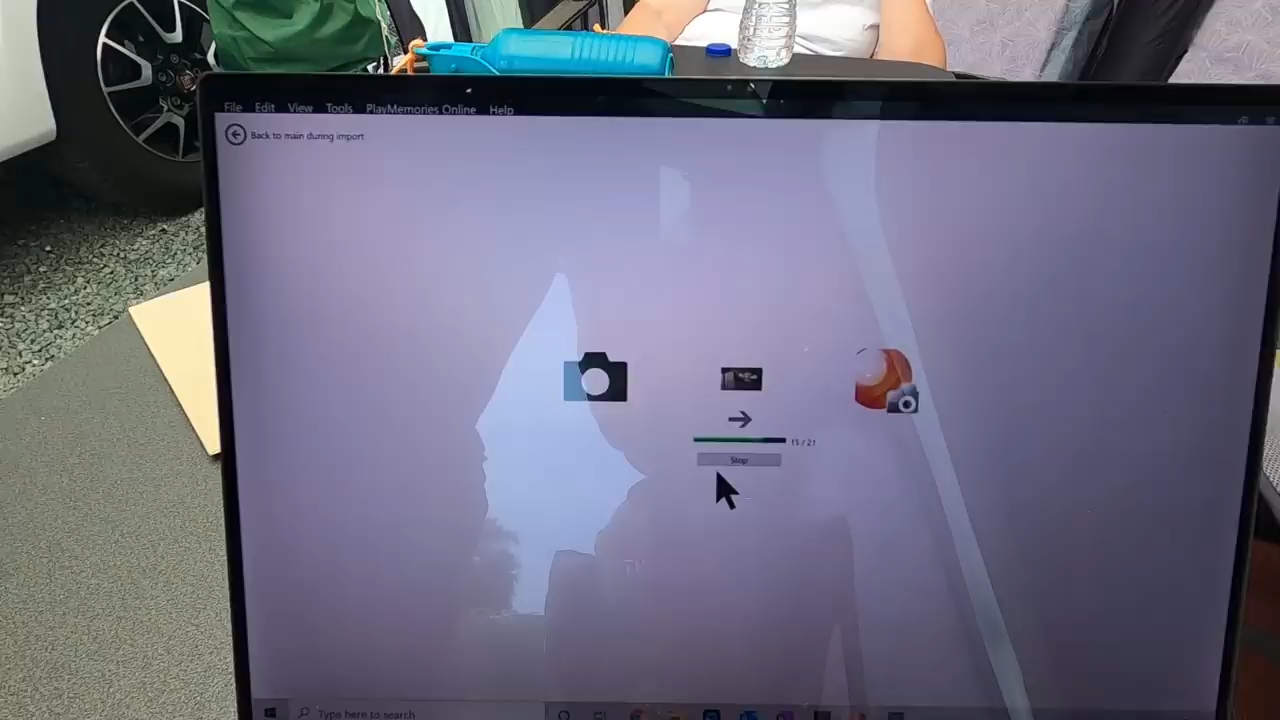 File Edit View Tools PlayMemories Online Help
Back to main during import
15 / 21
Stop
Type here to search